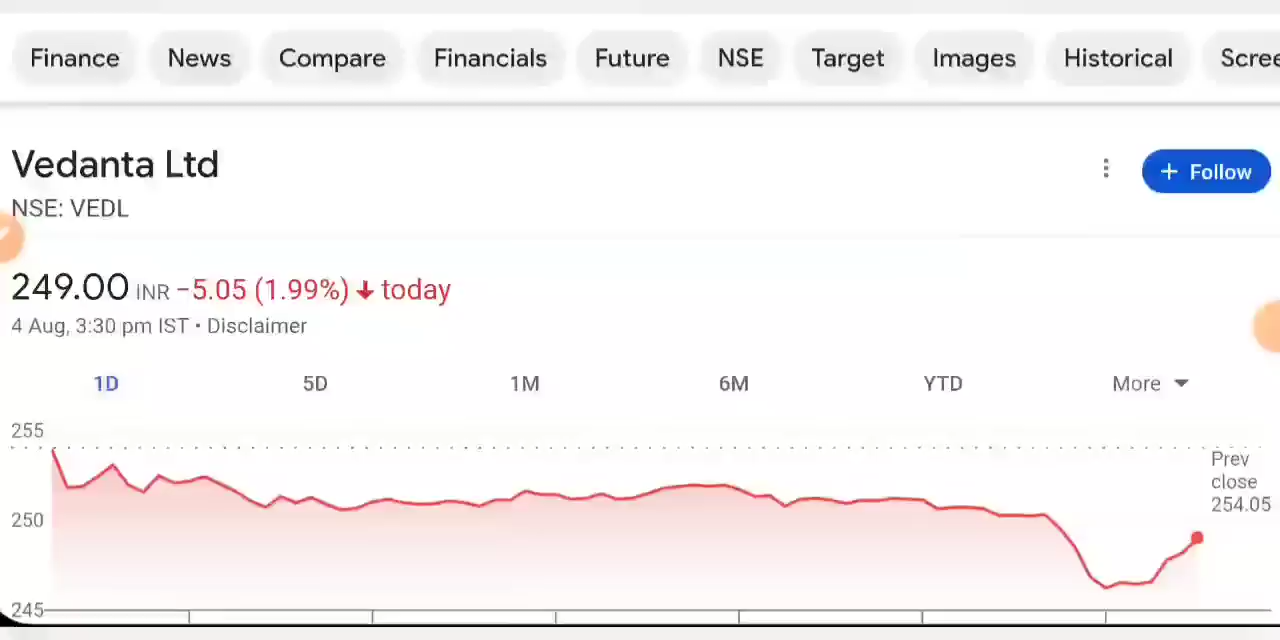 Finance News Compare Financials Future NSE Target Images Historical Scree
Vedanta Ltd
+ Follow
NSE: VEDL
249.00 INR −5.05 (1.99%) ↓ today
4 Aug, 3:30 pm IST • Disclaimer
1D 5D 1M 6M YTD More
255
Prev
close
254.05
250
245